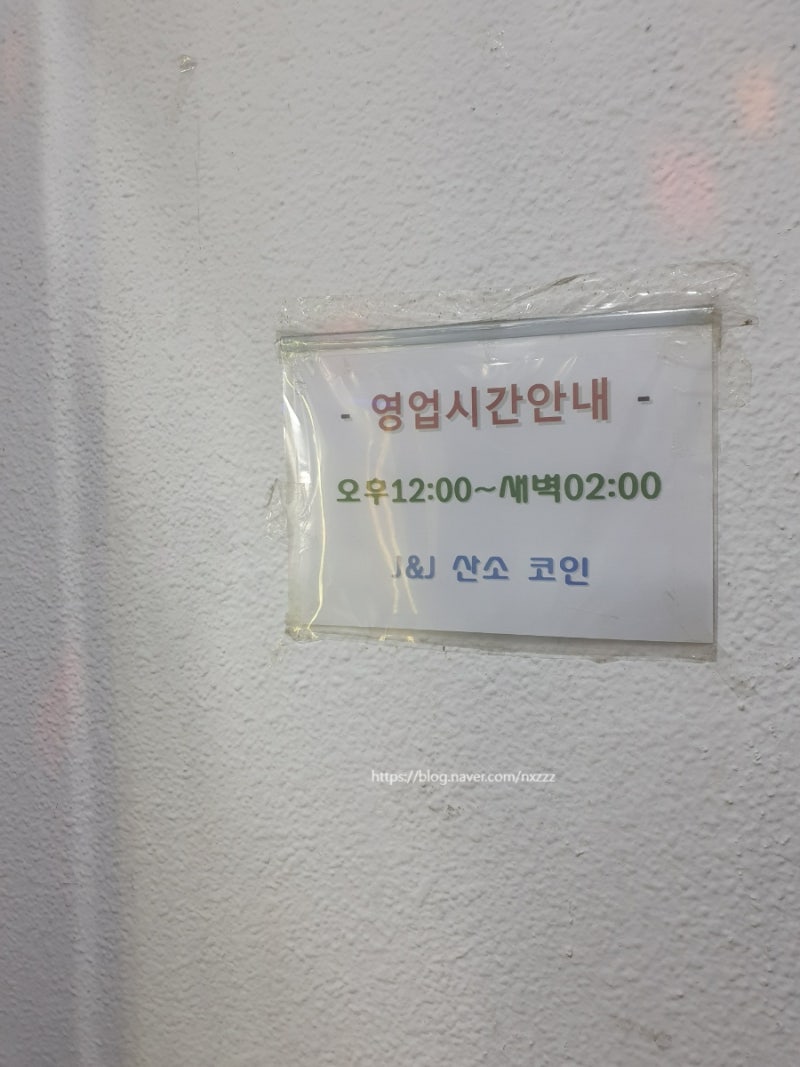 - 영업시간안내 -
오후12:00~새벽02:00
J&J 산소 코인
https://blog.naver.com/nxzzz